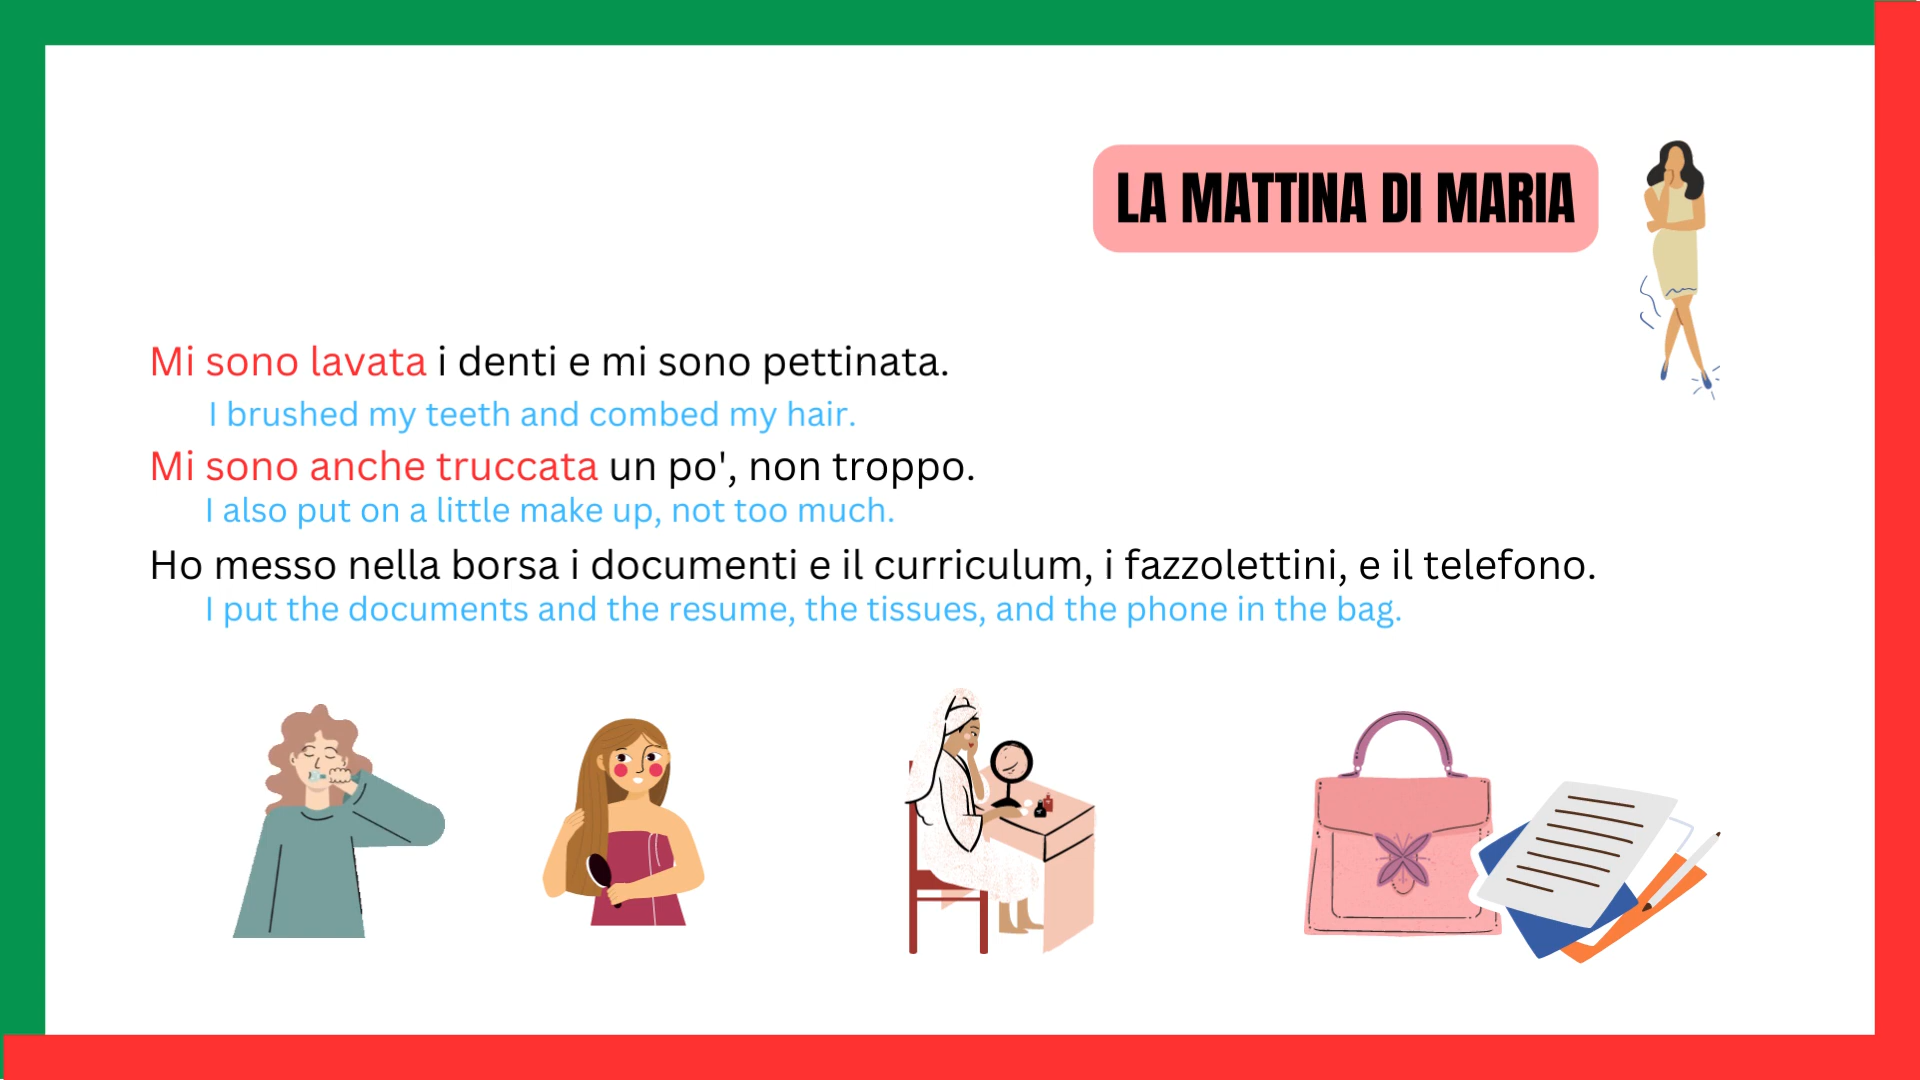 LA MATTINA DI MARIA
Mi sono lavata i denti e mi sono pettinata.
I brushed my teeth and combed my hair.
Mi sono anche truccata un po', non troppo.
I also put on a little make up, not too much.
Ho messo nella borsa i documenti e il curriculum, i fazzolettini, e il telefono.
I put the documents and the resume, the tissues, and the phone in the bag.